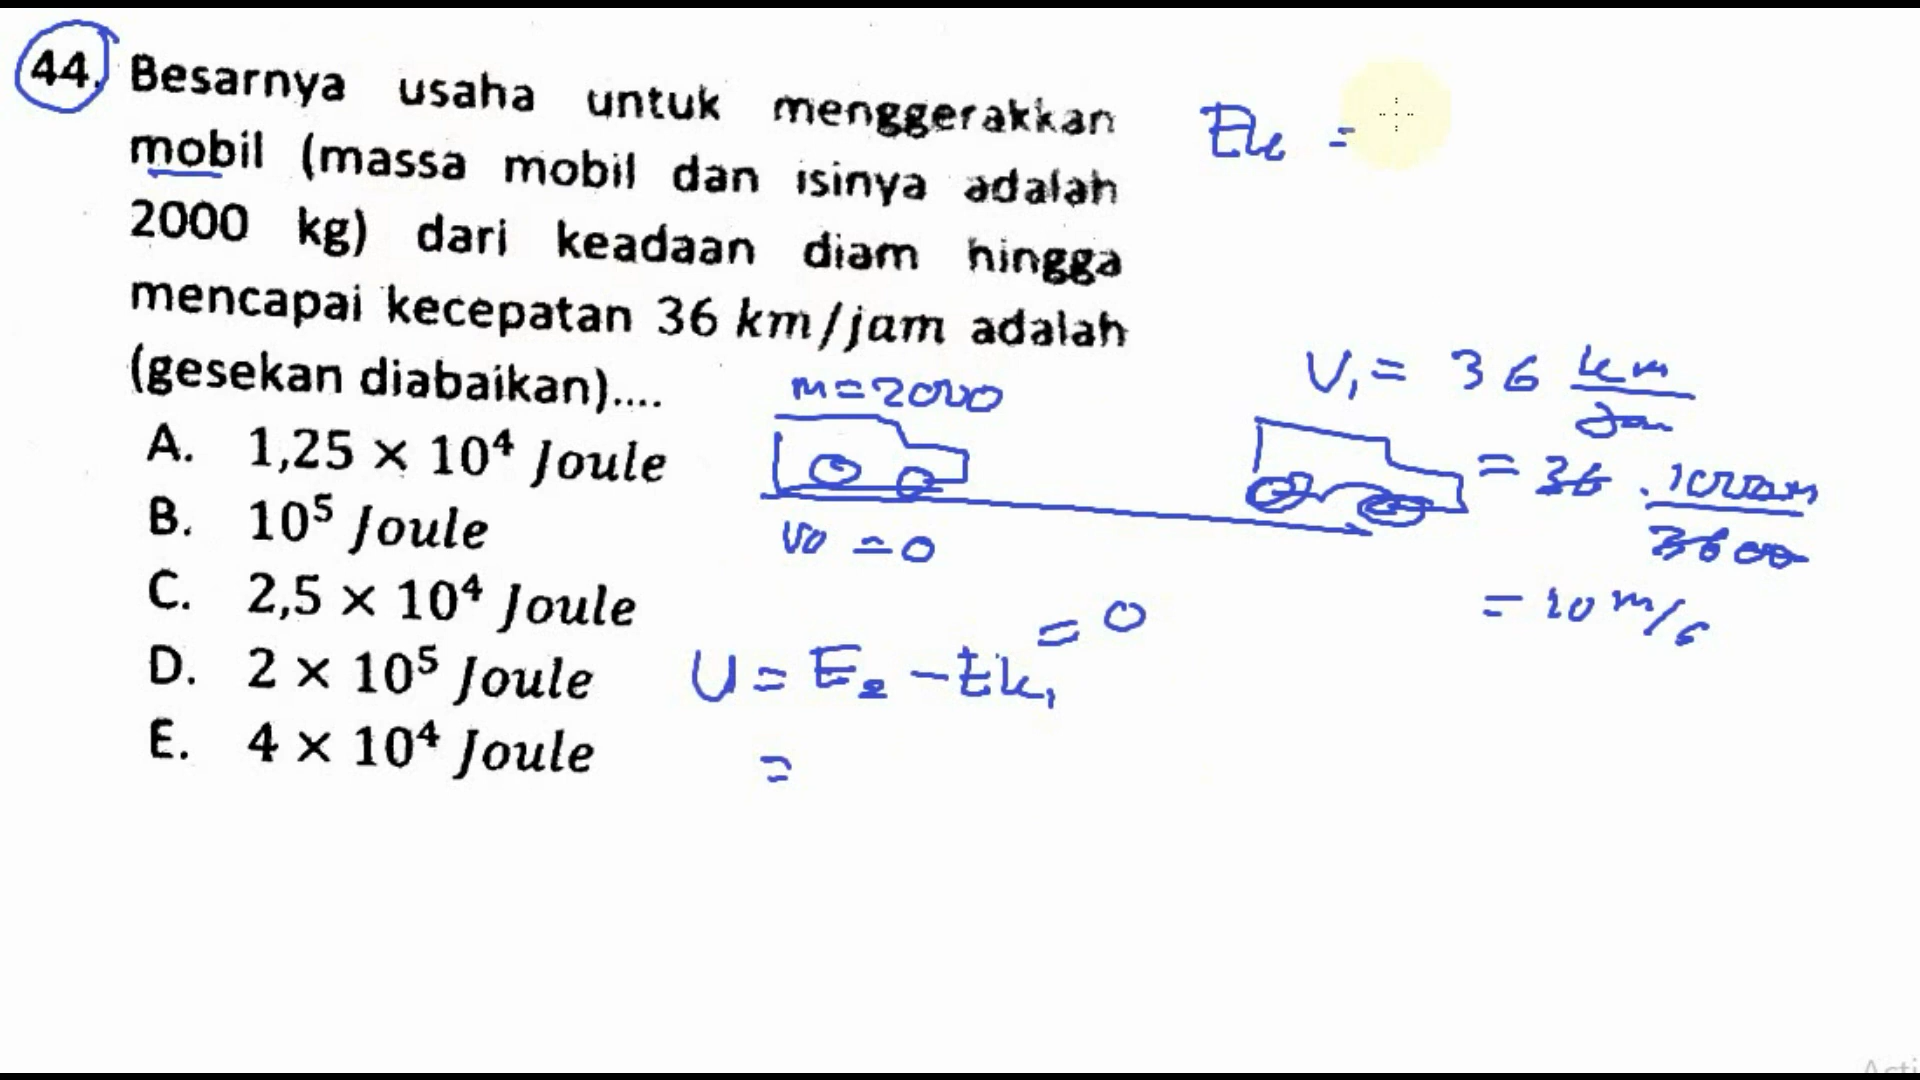 44. Besarnya usaha untuk menggerakkan
mobil (massa mobil dan isinya adalah
2000 kg) dari keadaan diam hingga
mencapai kecepatan 36 km/jam adalah
(gesekan diabaikan)....
A. 1,25 × 10⁴ Joule
B. 10⁵ Joule
C. 2,5 × 10⁴ Joule
D. 2 × 10⁵ Joule
E. 4 × 10⁴ Joule
Ek =
m = 2000
v0 = 0
V₁ = 36 km/jam
= 36 . 1000 m/3600
= 10 m/s
U = E₂ - Ek₁ = 0
=